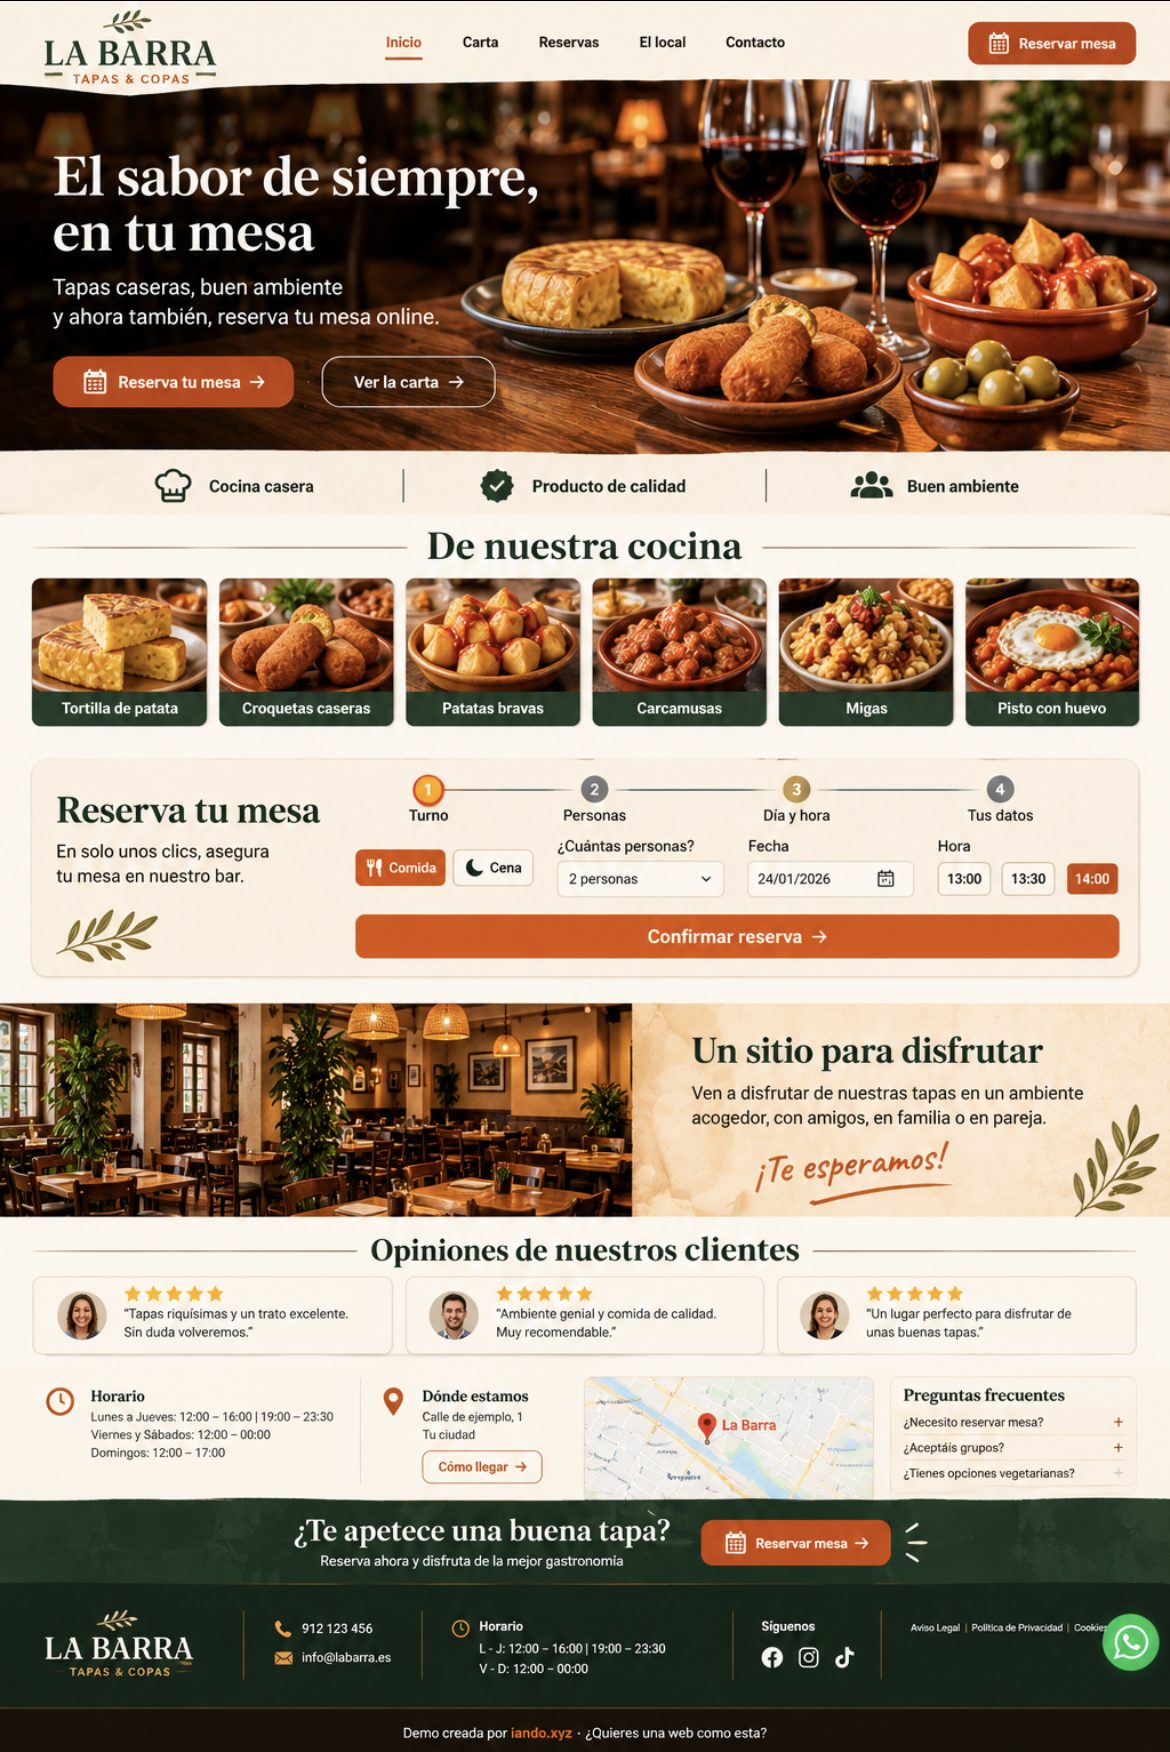 LA BARRA
TAPAS & COPAS
Inicio
Carta
Reservas
El local
Contacto
Reservar mesa
El sabor de siempre,
en tu mesa
Tapas caseras, buen ambiente
y ahora también, reserva tu mesa online.
Reserva tu mesa →
Ver la carta →
Cocina casera
Producto de calidad
Buen ambiente
De nuestra cocina
Tortilla de patata
Croquetas caseras
Patatas bravas
Carcamusas
Migas
Pisto con huevo
Reserva tu mesa
En solo unos clics, asegura
tu mesa en nuestro bar.
1
Turno
2
Personas
3
Día y hora
4
Tus datos
Comida
Cena
¿Cuántas personas?
2 personas
Fecha
24/01/2026
Hora
13:00
13:30
14:00
Confirmar reserva →
Un sitio para disfrutar
Ven a disfrutar de nuestras tapas en un ambiente
acogedor, con amigos, en familia o en pareja.
¡Te esperamos!
Opiniones de nuestros clientes
“Tapas riquísimas y un trato excelente.
Sin duda volveremos.”
“Ambiente genial y comida de calidad.
Muy recomendable.”
“Un lugar perfecto para disfrutar de
unas buenas tapas.”
Horario
Lunes a Jueves: 12:00 – 16:00 | 19:00 – 23:30
Viernes y Sábados: 12:00 – 00:00
Domingos: 12:00 – 17:00
Dónde estamos
Calle de ejemplo, 1
Tu ciudad
Cómo llegar →
La Barra
Preguntas frecuentes
¿Necesito reservar mesa? +
¿Aceptáis grupos? +
¿Tienes opciones vegetarianas? +
¿Te apetece una buena tapa?
Reserva ahora y disfruta de la mejor gastronomía
Reservar mesa →
LA BARRA
TAPAS & COPAS
912 123 456
info@labarra.es
Horario
L - J: 12:00 – 16:00 | 19:00 – 23:30
V - D: 12:00 – 00:00
Síguenos
Aviso Legal | Política de Privacidad | Cookies
Demo creada por iando.xyz · ¿Quieres una web como esta?